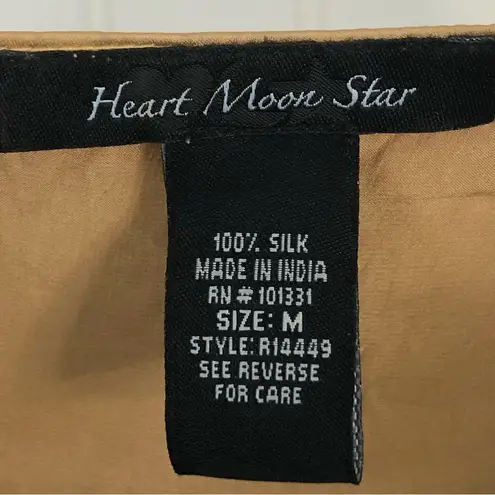 Heart Moon Star
100% SILK
MADE IN INDIA
RN # 101331
SIZE: M
STYLE: R14449
SEE REVERSE
FOR CARE